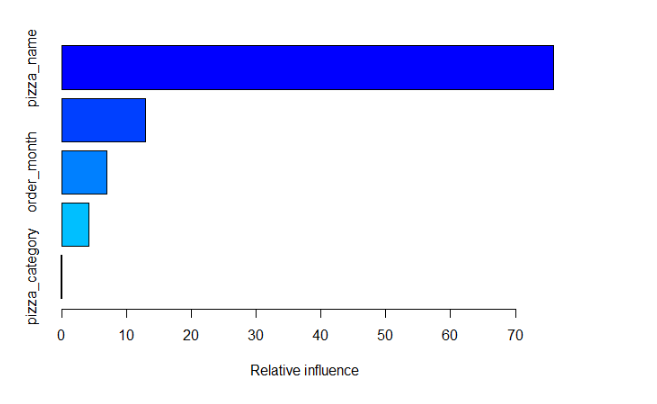 pizza_name
order_month
pizza_category
0 10 20 30 40 50 60 70
Relative influence